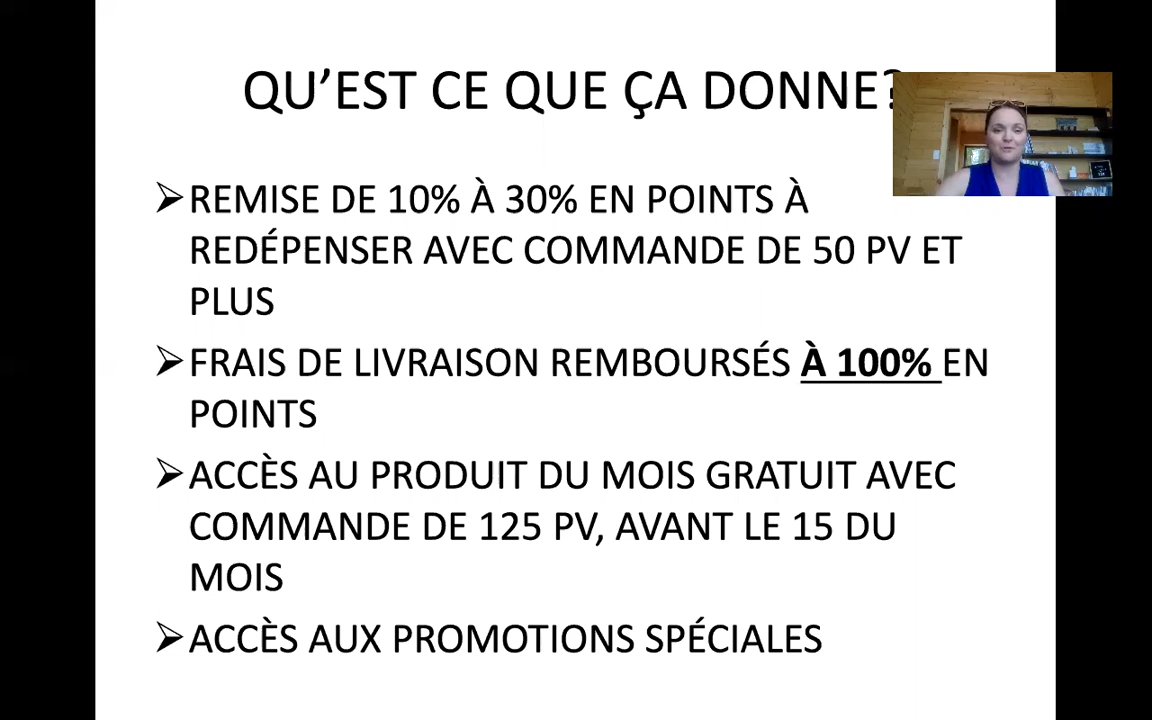 QU’EST CE QUE ÇA DONNE?
➢REMISE DE 10% À 30% EN POINTS À
REDÉPENSER AVEC COMMANDE DE 50 PV ET
PLUS
➢FRAIS DE LIVRAISON REMBOURSÉS À 100% EN
POINTS
➢ACCÈS AU PRODUIT DU MOIS GRATUIT AVEC
COMMANDE DE 125 PV, AVANT LE 15 DU
MOIS
➢ACCÈS AUX PROMOTIONS SPÉCIALES